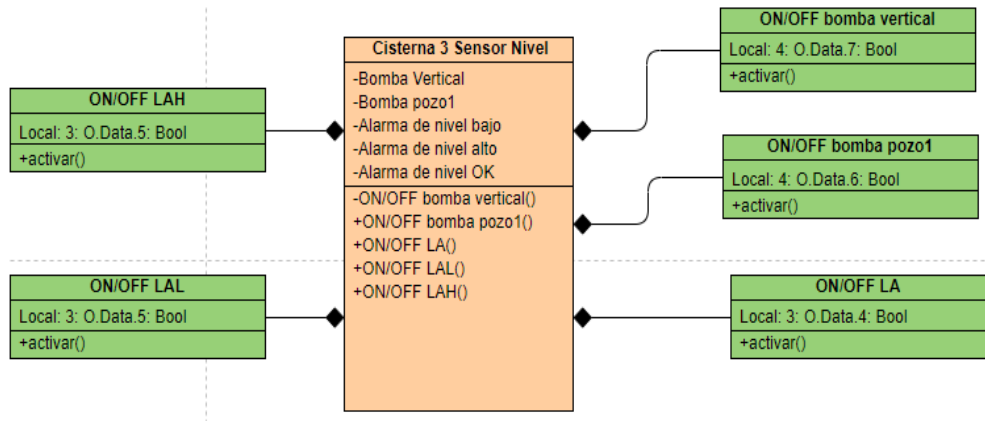 ON/OFF LAH
Local: 3: O.Data.5: Bool
+activar()
ON/OFF LAL
Local: 3: O.Data.5: Bool
+activar()
Cisterna 3 Sensor Nivel
-Bomba Vertical
-Bomba pozo1
-Alarma de nivel bajo
-Alarma de nivel alto
-Alarma de nivel OK
-ON/OFF bomba vertical()
+ON/OFF bomba pozo1()
+ON/OFF LA()
+ON/OFF LAL()
+ON/OFF LAH()
ON/OFF bomba vertical
Local: 4: O.Data.7: Bool
+activar()
ON/OFF bomba pozo1
Local: 4: O.Data.6: Bool
+activar()
ON/OFF LA
Local: 3: O.Data.4: Bool
+activar()